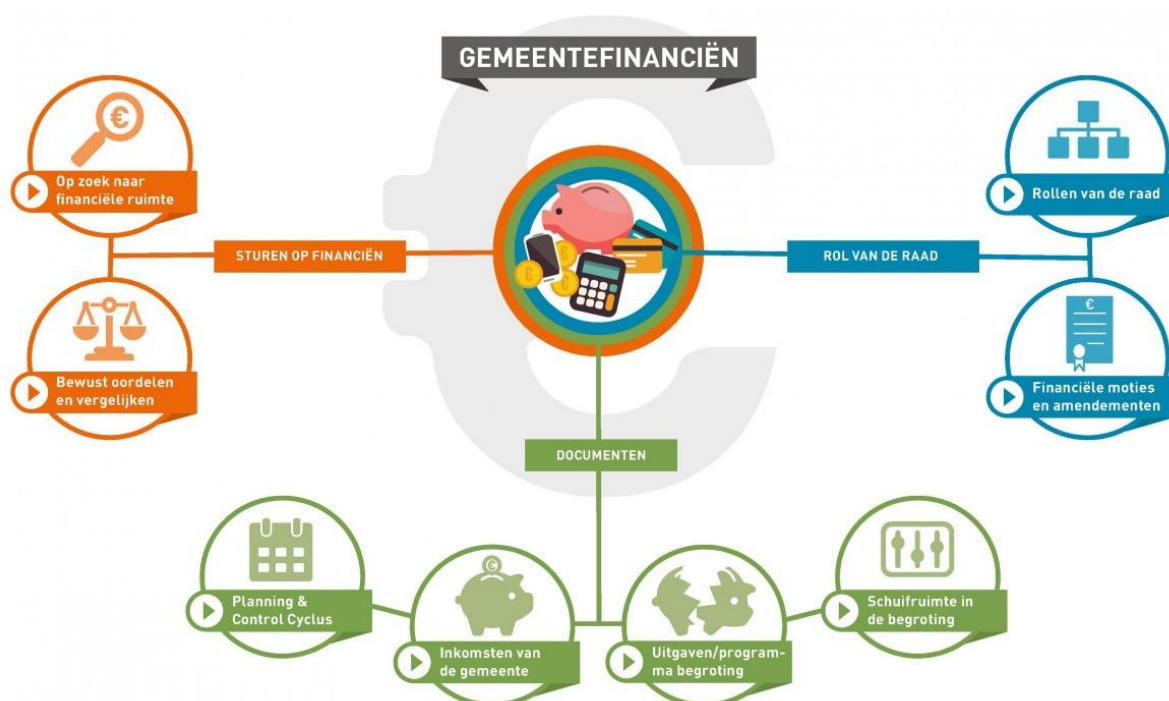 GEMEENTEFINANCIËN
Op zoek naar
financiële ruimte
STUREN OP FINANCIËN
Bewust oordelen
en vergelijken
Rollen van de raad
ROL VAN DE RAAD
Financiële moties
en amendementen
DOCUMENTEN
Planning &
Control Cyclus
Inkomsten van
de gemeente
Uitgaven/program-
ma begroting
Schuifruimte in
de begroting